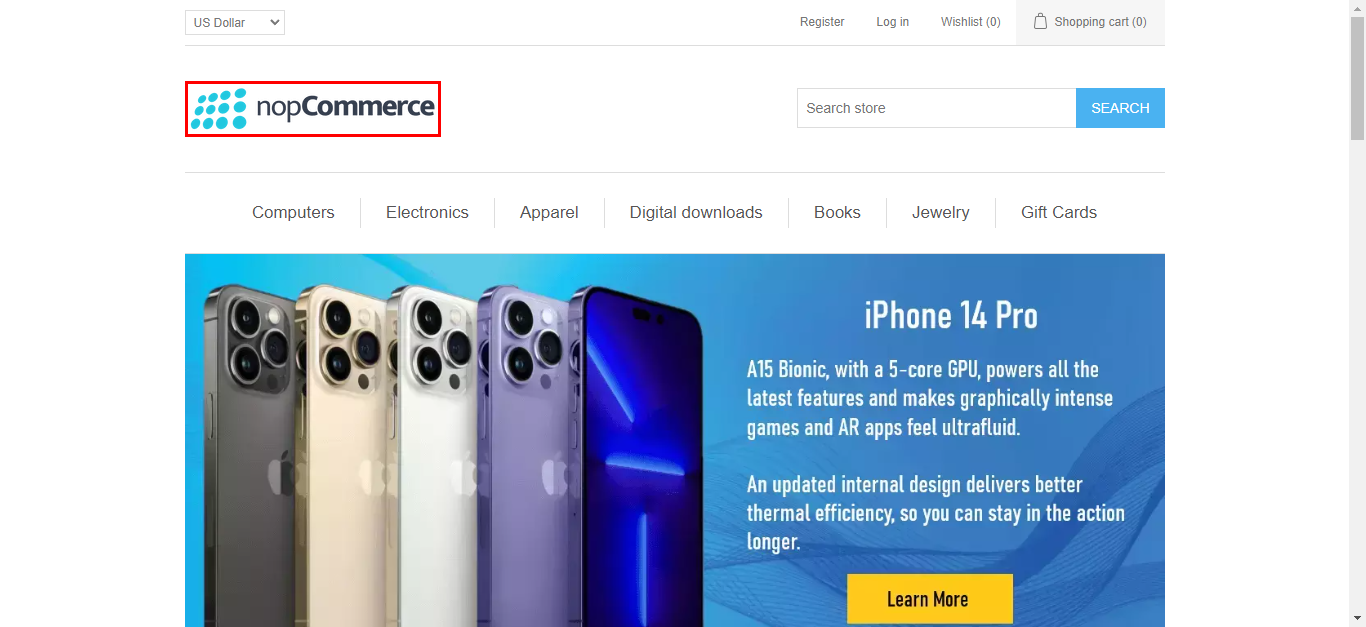 US Dollar
Register
Log in
Wishlist (0)
Shopping cart (0)
nopCommerce
Search store
SEARCH
Computers
Electronics
Apparel
Digital downloads
Books
Jewelry
Gift Cards
iPhone 14 Pro
A15 Bionic, with a 5-core GPU, powers all the
latest features and makes graphically intense
games and AR apps feel ultrafluid.
An updated internal design delivers better
thermal efficiency, so you can stay in the action
longer.
Learn More